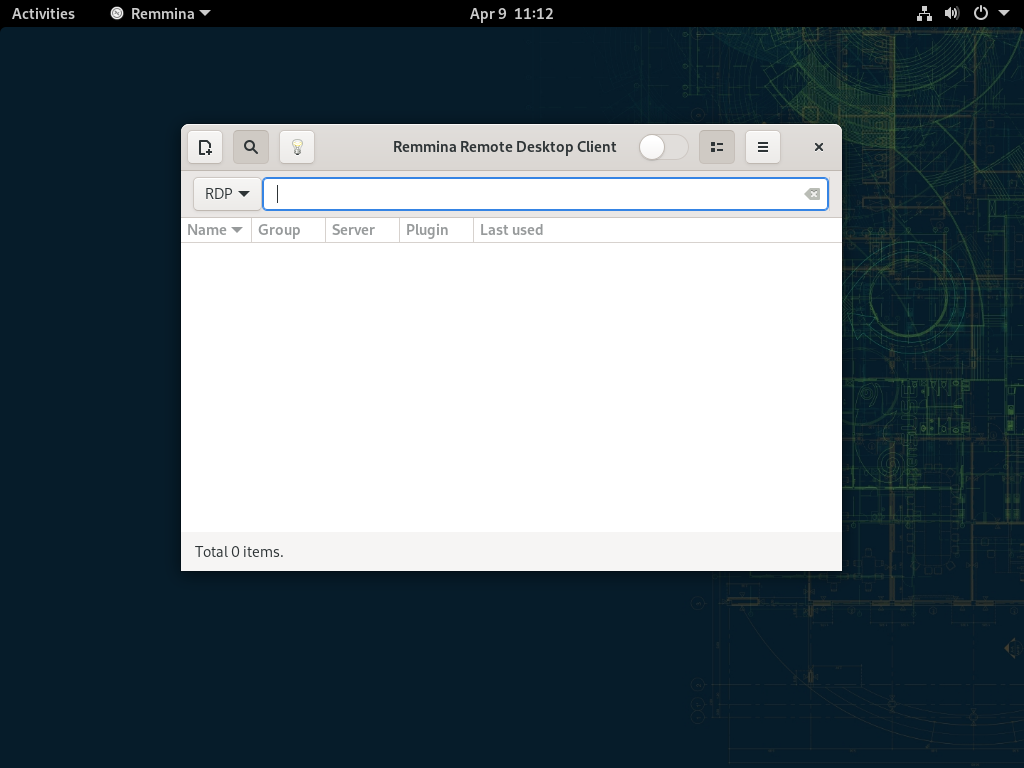 Activities Remmina Apr 9 11:12
Remmina Remote Desktop Client
RDP
Name Group Server Plugin Last used
Total 0 items.